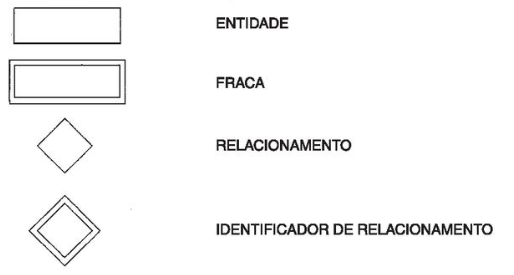 ENTIDADE
FRACA
RELACIONAMENTO
IDENTIFICADOR DE RELACIONAMENTO